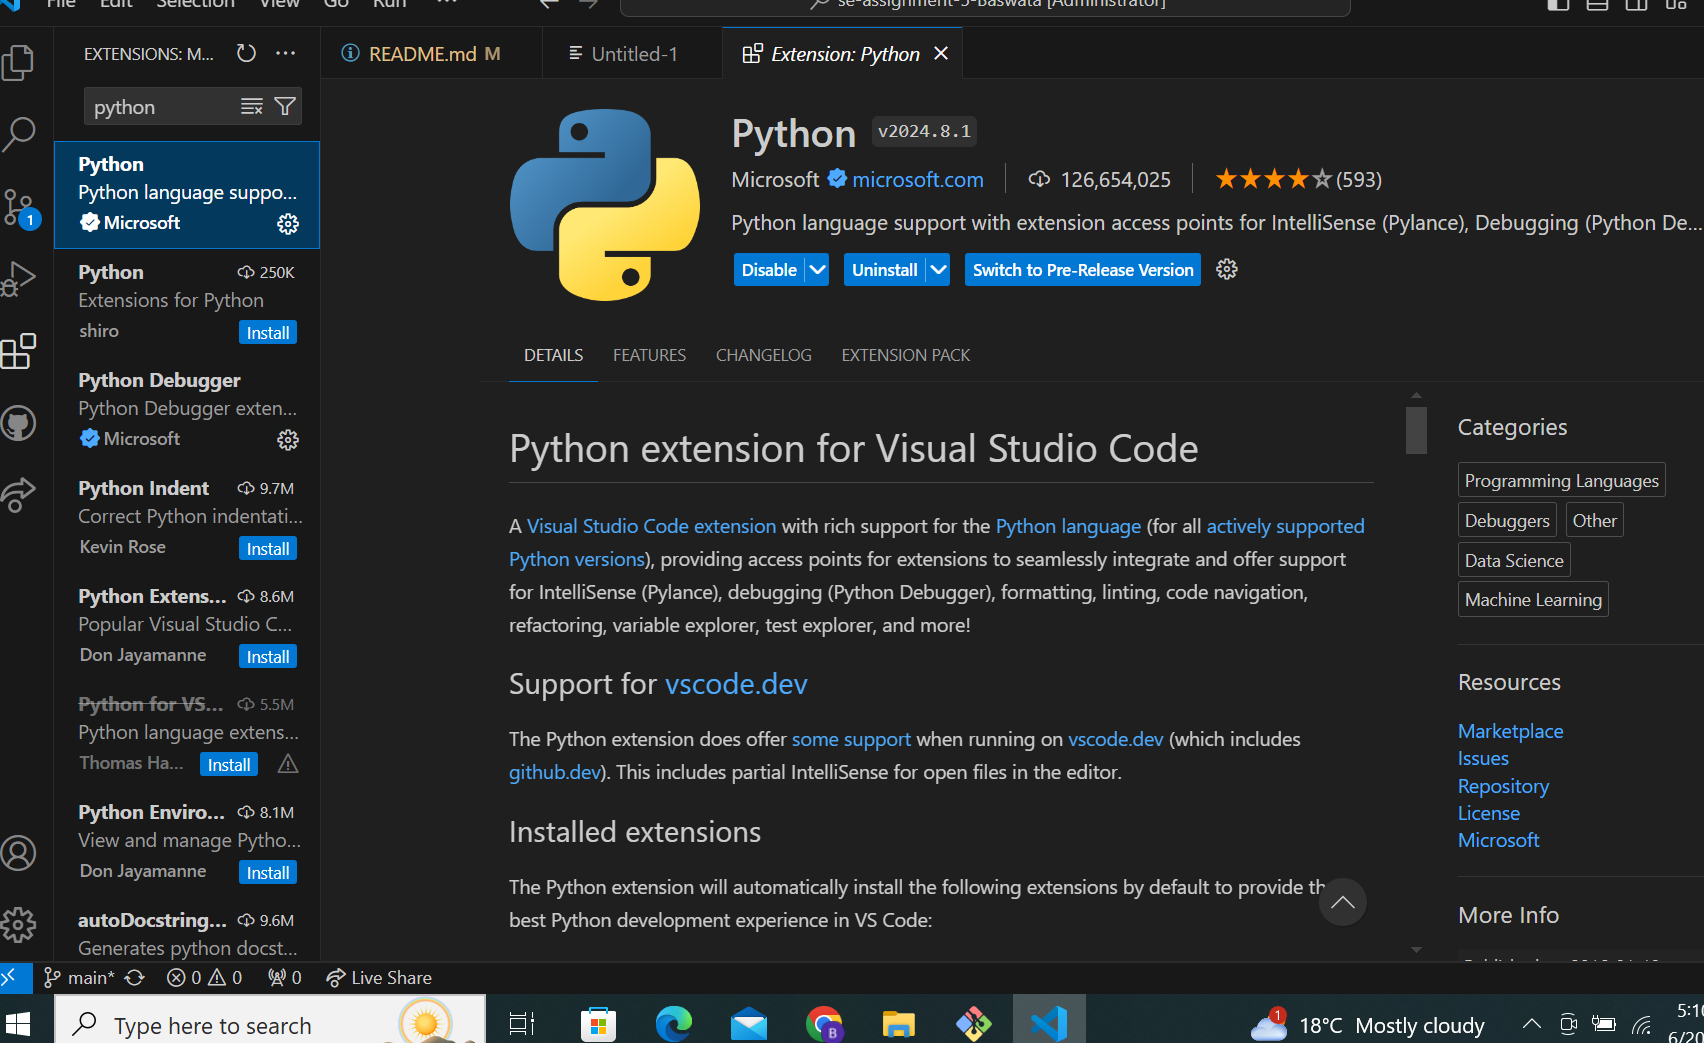 File Edit Selection View Go Run ...
se-assignment-5-Baswata [Administrator]
EXTENSIONS: M...
README.md M
Untitled-1
Extension: Python
python
Python
Python language suppo...
Microsoft
Python 250K
Extensions for Python
shiro Install
Python Debugger
Python Debugger exten...
Microsoft
Python Indent 9.7M
Correct Python indentati...
Kevin Rose Install
Python Extens... 8.6M
Popular Visual Studio C...
Don Jayamanne Install
Python for VS... 5.5M
Python language extens...
Thomas Ha... Install
Python Enviro... 8.1M
View and manage Pytho...
Don Jayamanne Install
autoDocstring... 9.6M
Generates python docst...
1
Python v2024.8.1
Microsoft microsoft.com 126,654,025 (593)
Python language support with extension access points for IntelliSense (Pylance), Debugging (Python De...
Disable Uninstall Switch to Pre-Release Version
DETAILS FEATURES CHANGELOG EXTENSION PACK
Python extension for Visual Studio Code
A Visual Studio Code extension with rich support for the Python language (for all actively supported
Python versions), providing access points for extensions to seamlessly integrate and offer support
for IntelliSense (Pylance), debugging (Python Debugger), formatting, linting, code navigation,
refactoring, variable explorer, test explorer, and more!
Support for vscode.dev
The Python extension does offer some support when running on vscode.dev (which includes
github.dev). This includes partial IntelliSense for open files in the editor.
Installed extensions
The Python extension will automatically install the following extensions by default to provide th
best Python development experience in VS Code:
Categories
Programming Languages
Debuggers Other
Data Science
Machine Learning
Resources
Marketplace
Issues
Repository
License
Microsoft
More Info
main* 0 0 0 Live Share
Type here to search
B
1 18°C Mostly cloudy
5:10
6/20